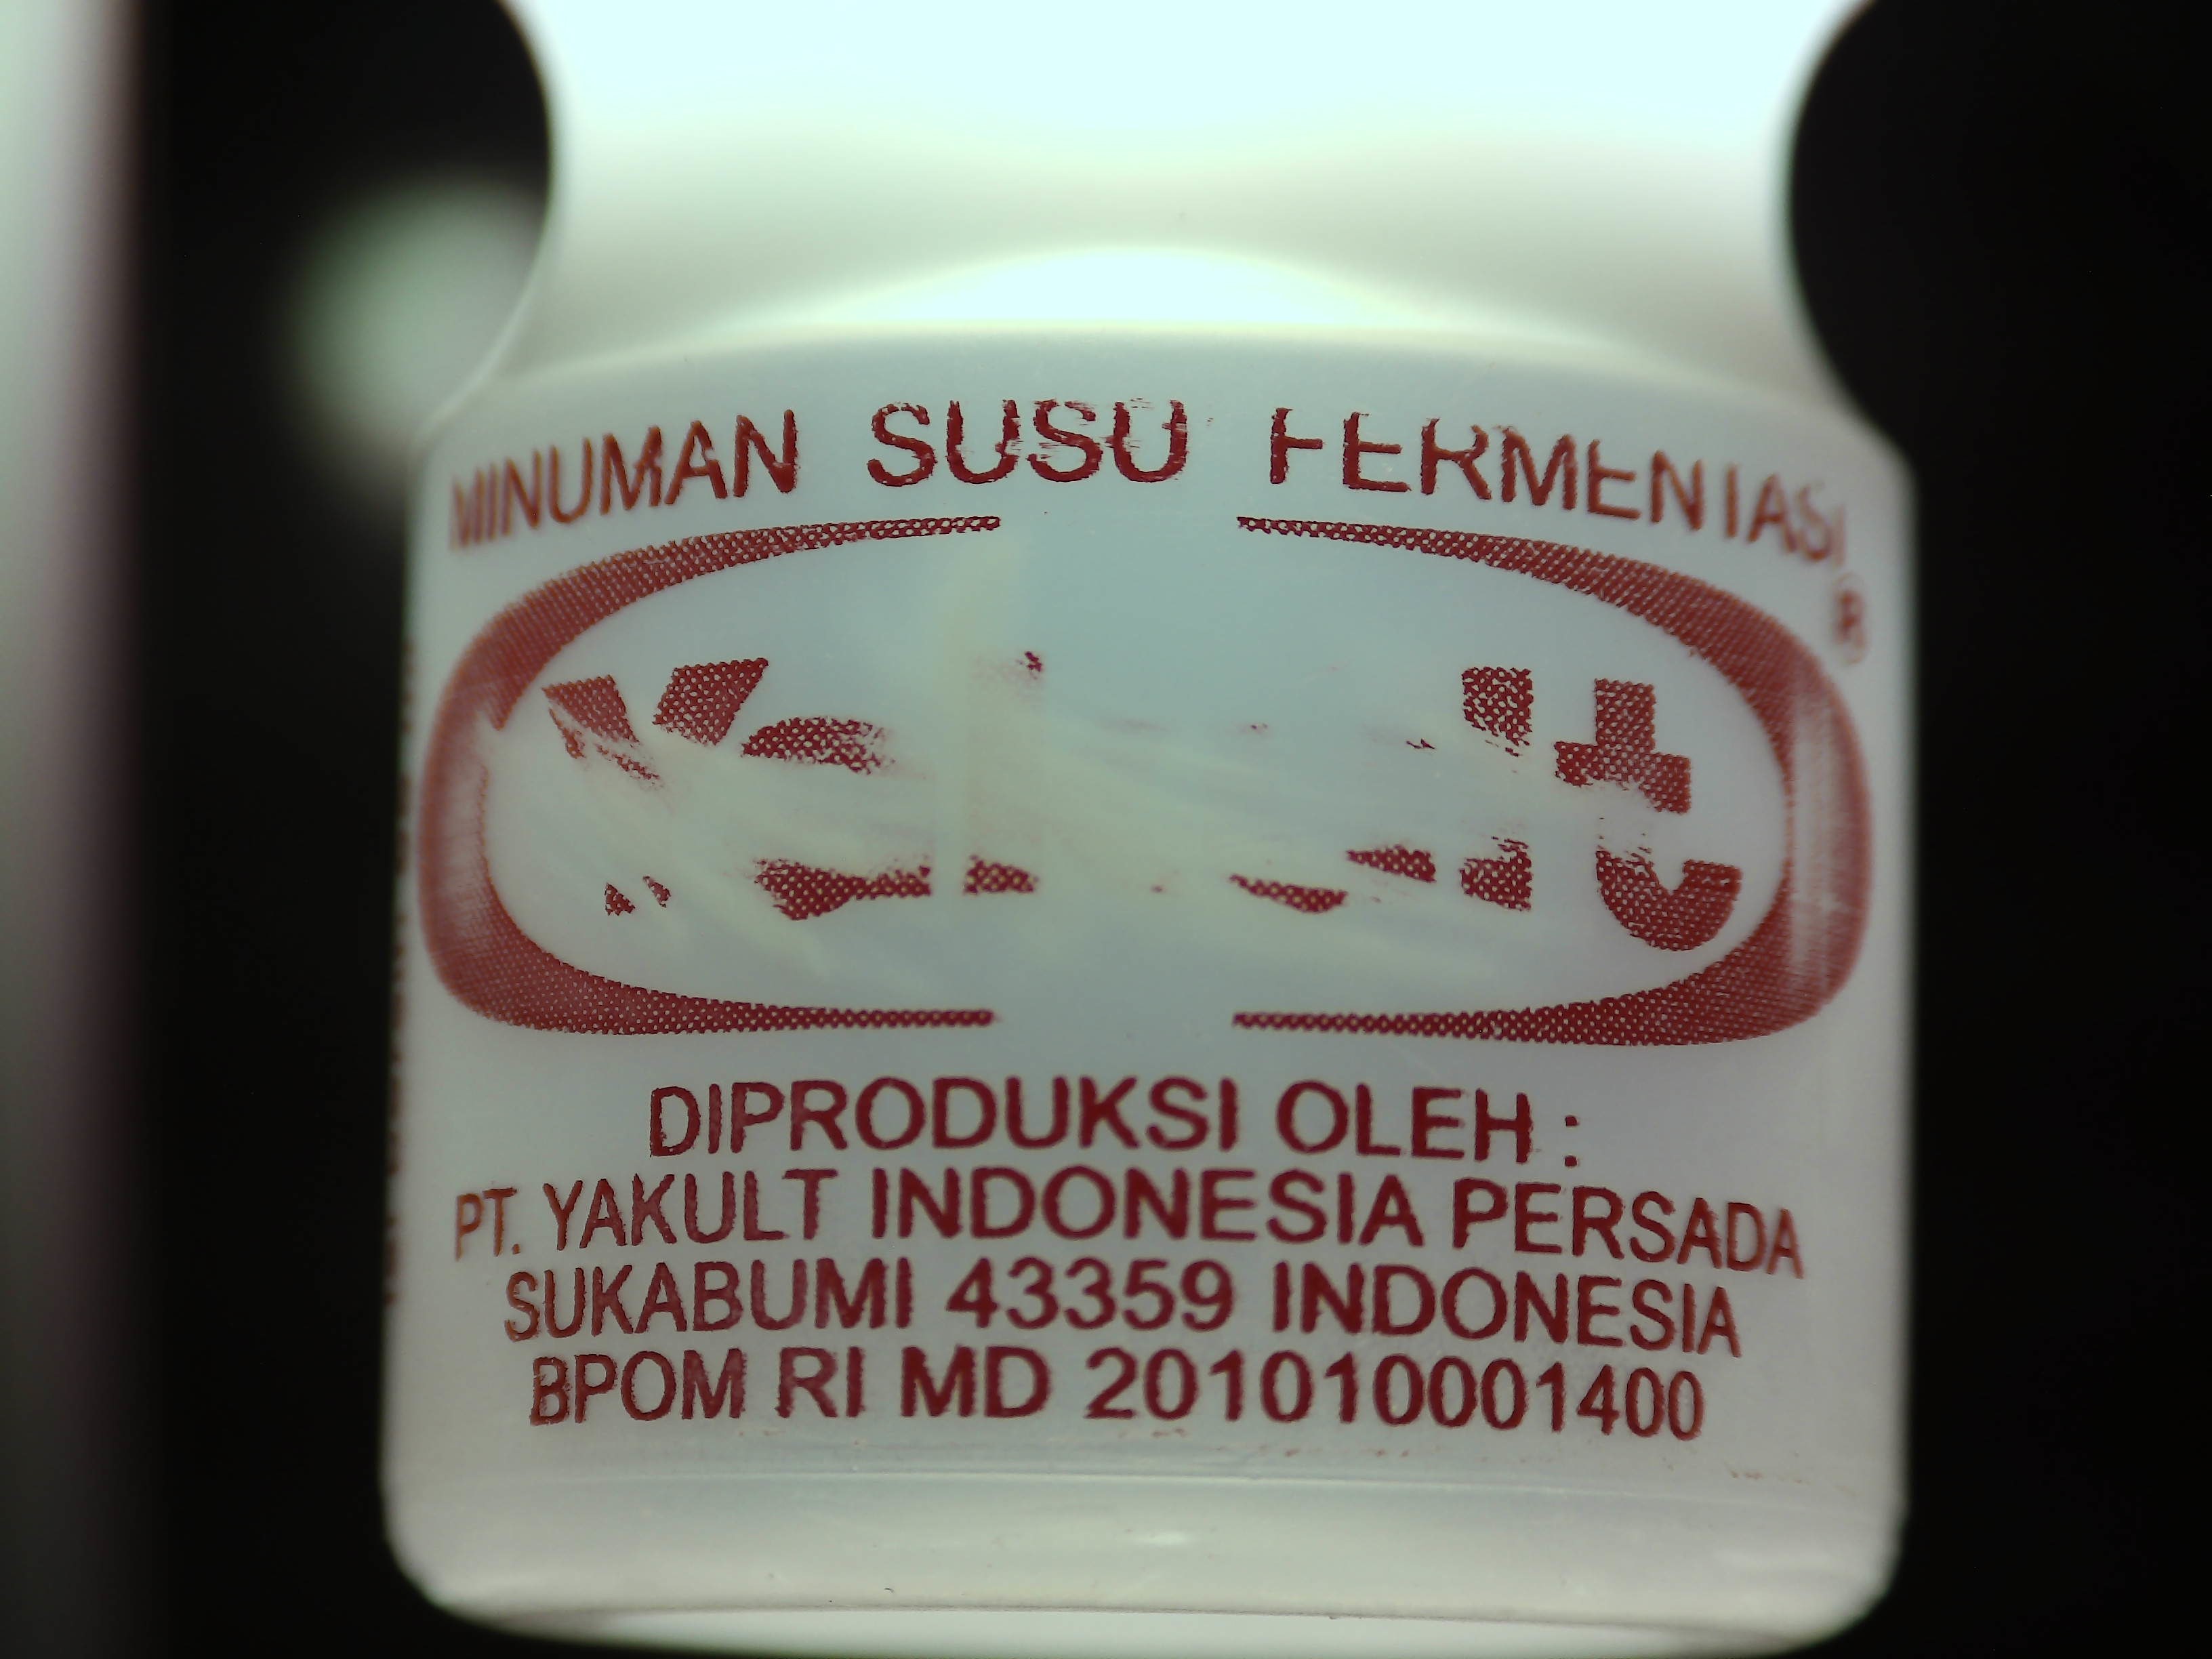 MINUMAN SUSU FERMENTASI
®
DIPRODUKSI OLEH :
PT. YAKULT INDONESIA PERSADA
SUKABUMI 43359 INDONESIA
BPOM RI MD 201010001400